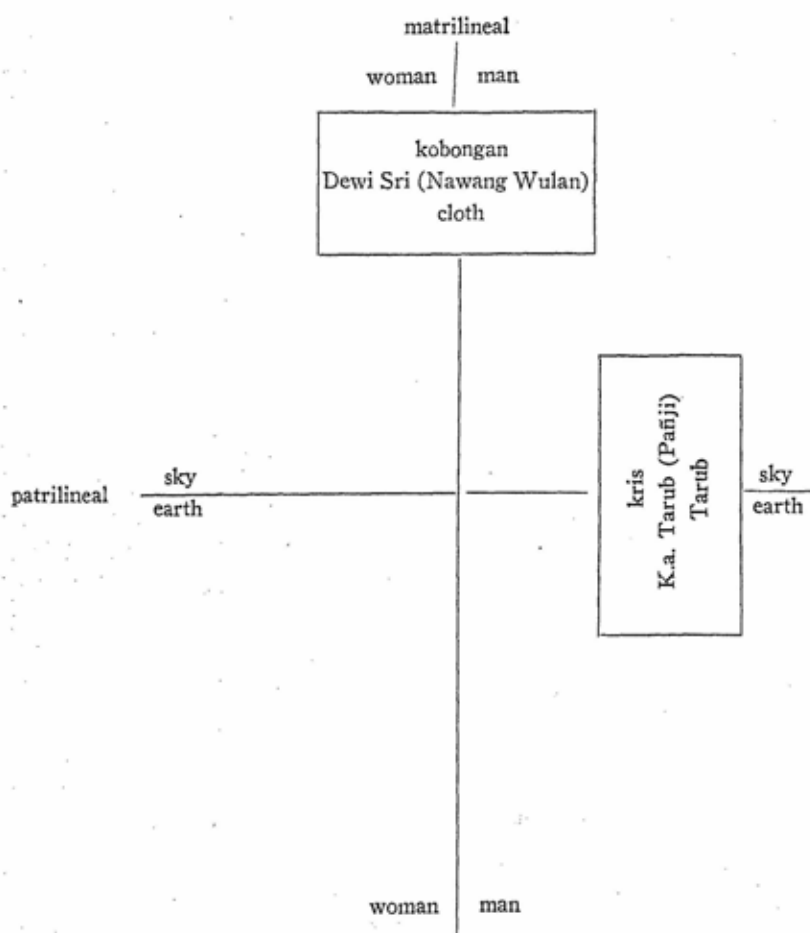 matrilineal
woman man
kobongan
Dewi Sri (Nawang Wulan)
cloth
kris
K.a. Tarub (Pañji)
Tarub
patrilineal
sky
earth
sky
earth
woman man